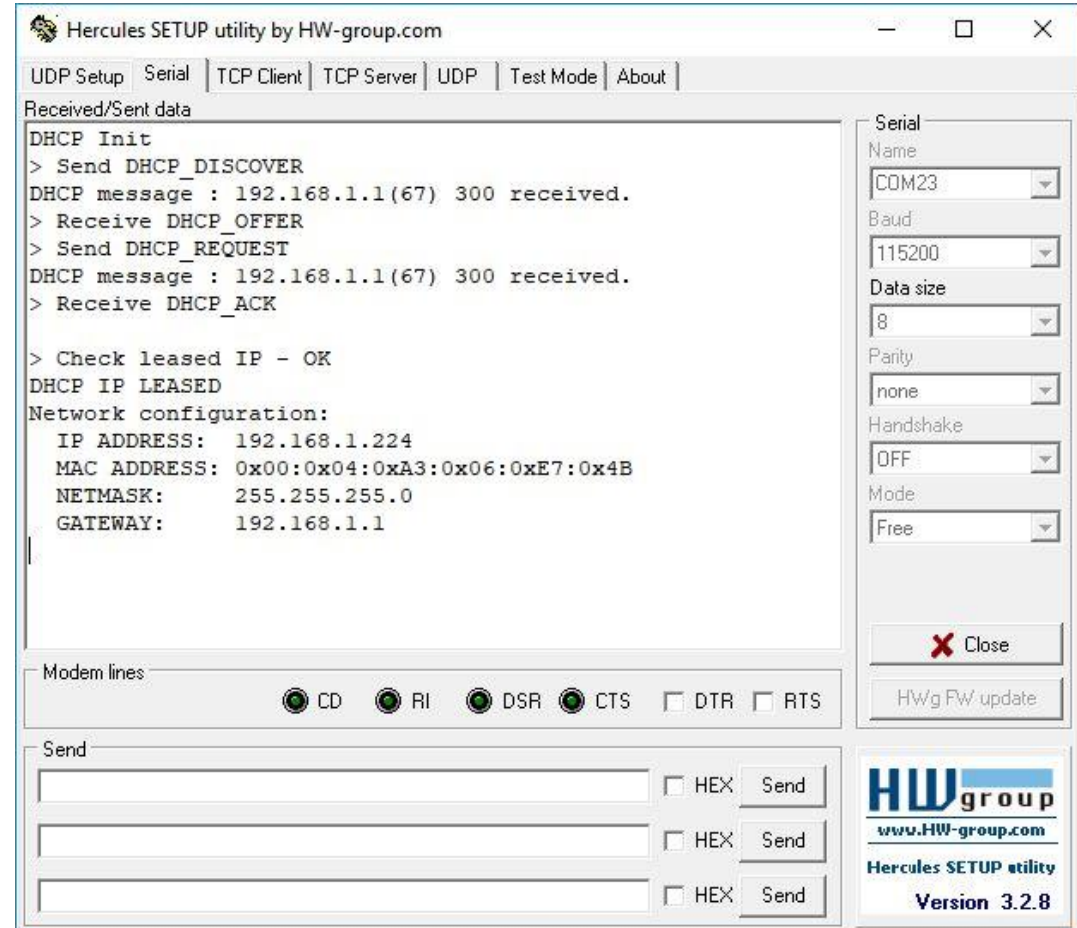 Hercules SETUP utility by HW-group.com
UDP Setup Serial TCP Client TCP Server UDP Test Mode About
Received/Sent data
DHCP Init
> Send DHCP_DISCOVER
DHCP message : 192.168.1.1(67) 300 received.
> Receive DHCP_OFFER
> Send DHCP_REQUEST
DHCP message : 192.168.1.1(67) 300 received.
> Receive DHCP_ACK
> Check leased IP - OK
DHCP IP LEASED
Network configuration:
IP ADDRESS: 192.168.1.224
MAC ADDRESS: 0x00:0x04:0xA3:0x06:0xE7:0x4B
NETMASK: 255.255.255.0
GATEWAY: 192.168.1.1
Serial
Name
COM23
Baud
115200
Data size
8
Parity
none
Handshake
OFF
Mode
Free
Close
HWg FW update
Modem lines
CD RI DSR CTS DTR RTS
Send
HEX Send
HEX Send
HEX Send
HWgroup
www.HW-group.com
Hercules SETUP utility
Version 3.2.8